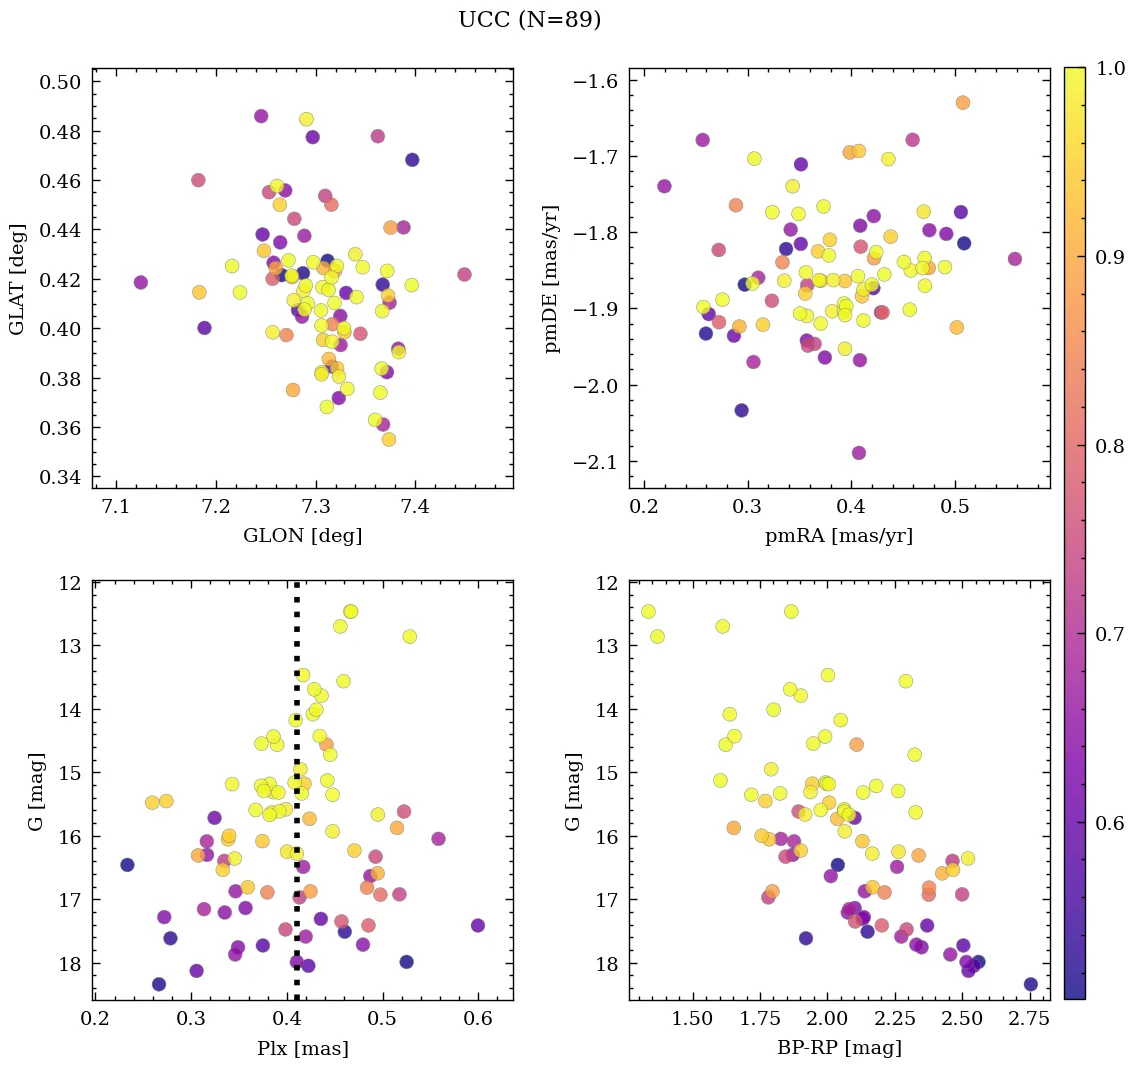 UCC (N=89)
0.50
0.48
0.46
0.44
0.42
0.40
0.38
0.36
0.34
GLAT [deg]
7.1 7.2 7.3 7.4
GLON [deg]
−1.6
−1.7
−1.8
−1.9
−2.0
−2.1
pmDE [mas/yr]
0.2 0.3 0.4 0.5
pmRA [mas/yr]
12
13
14
15
16
17
18
G [mag]
0.2 0.3 0.4 0.5 0.6
Plx [mas]
12
13
14
15
16
17
18
G [mag]
1.50 1.75 2.00 2.25 2.50 2.75
BP-RP [mag]
1.0
0.9
0.8
0.7
0.6